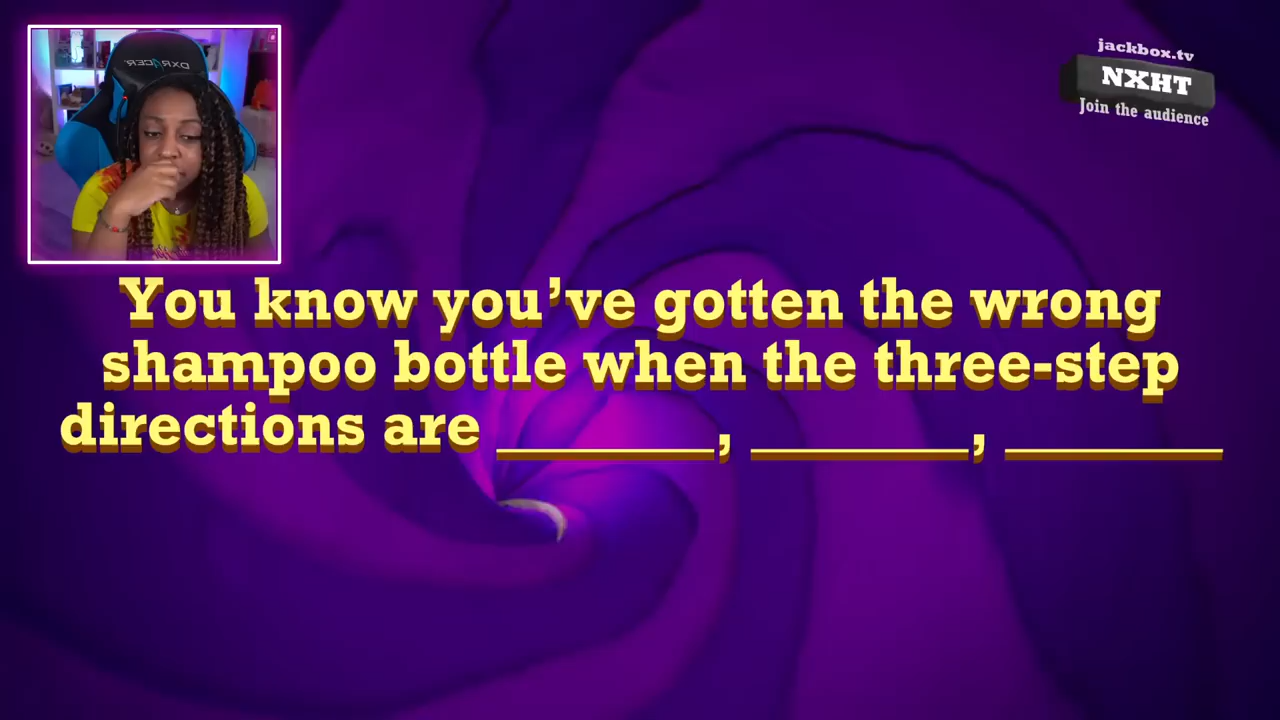 DXRACER
jackbox.tv
NXHT
Join the audience
You know you’ve gotten the wrong
shampoo bottle when the three-step
directions are ________, ________, ________